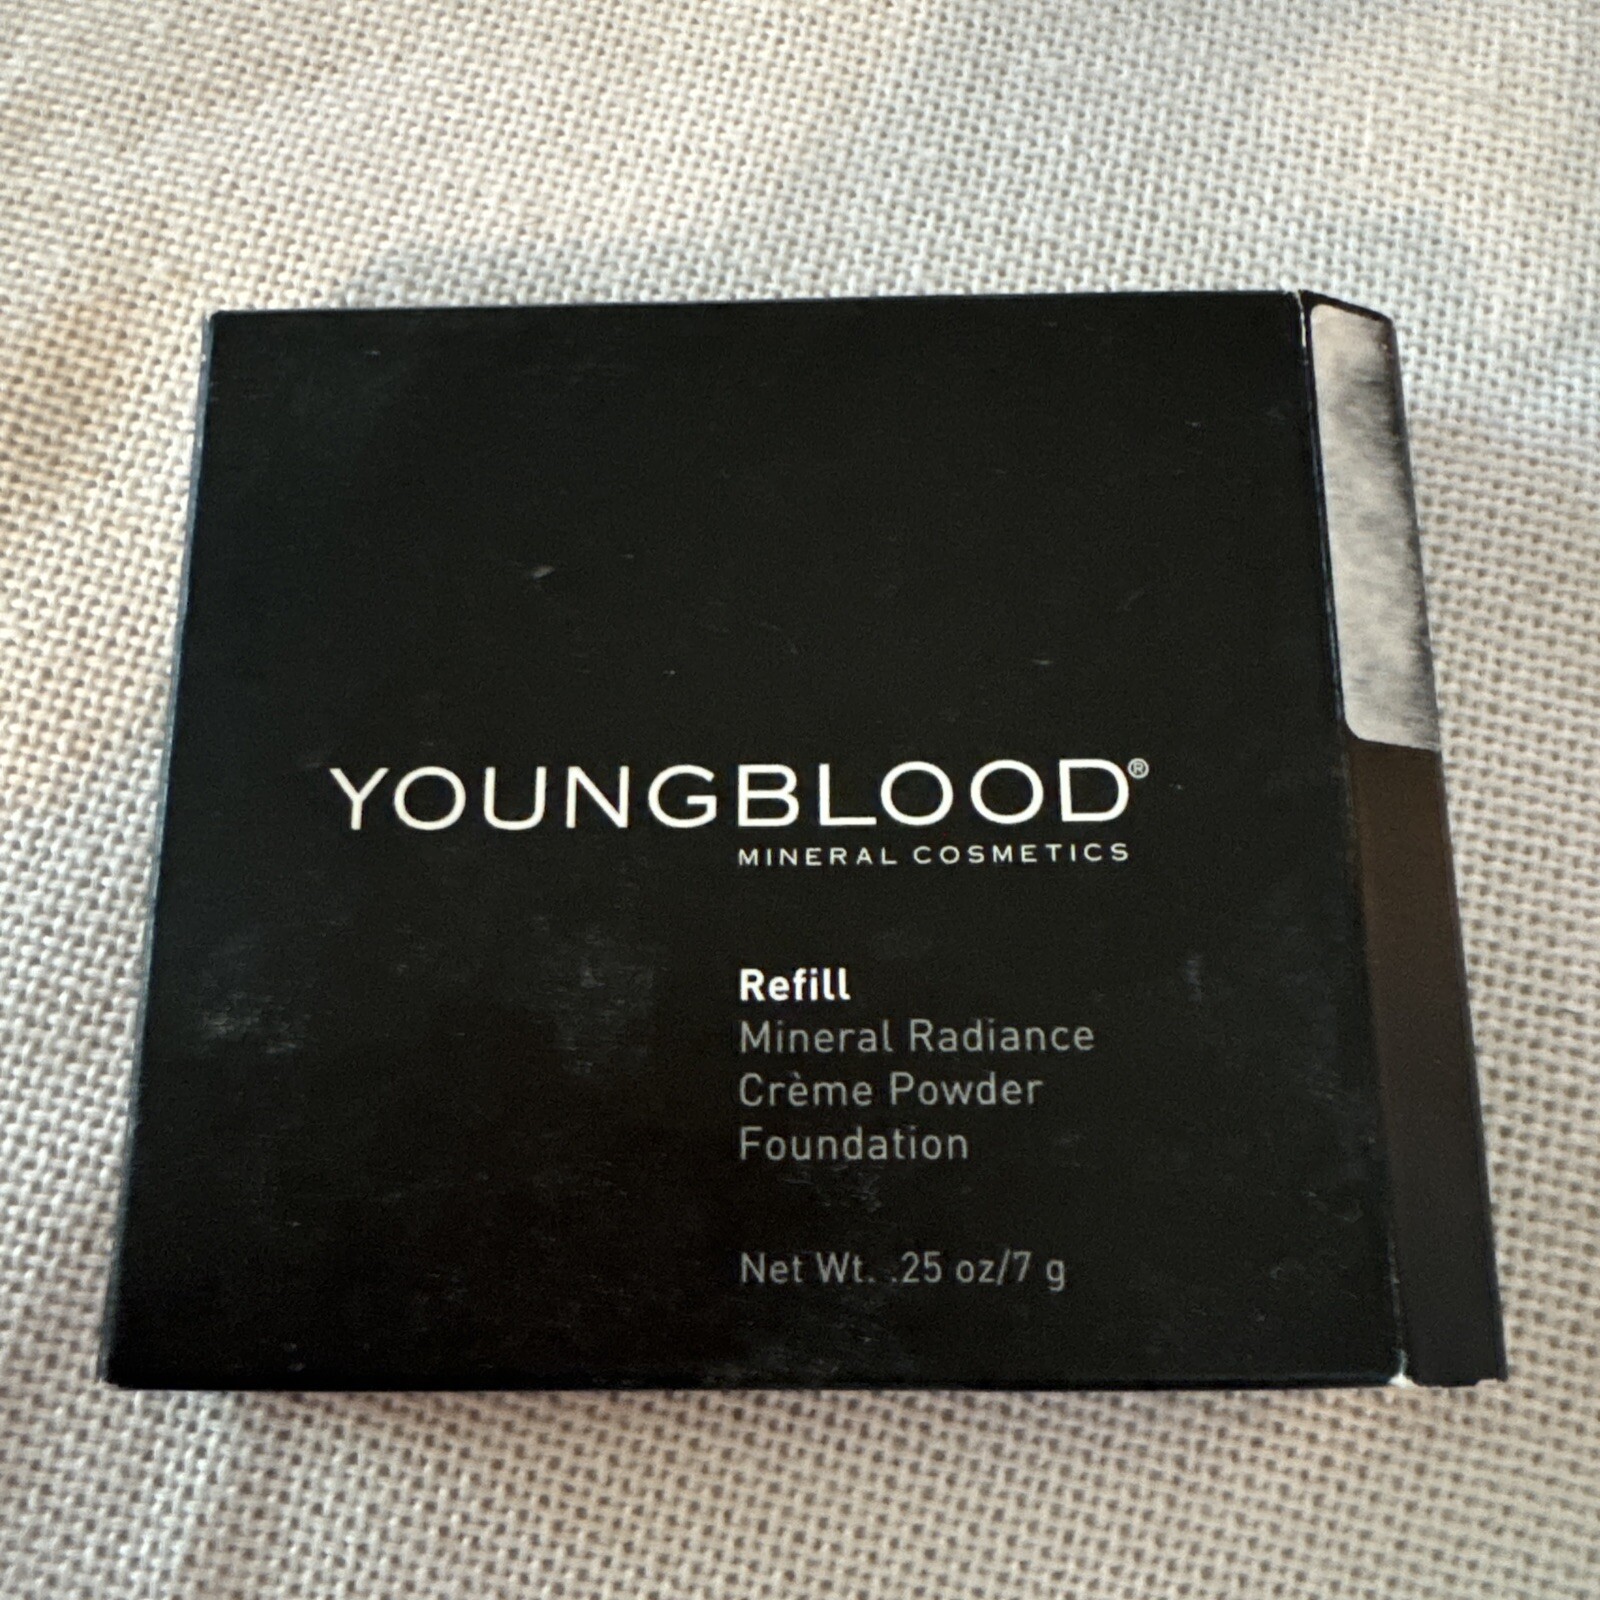 YOUNGBLOOD®
MINERAL COSMETICS
Refill
Mineral Radiance
Crème Powder
Foundation
Net Wt. .25 oz/7 g